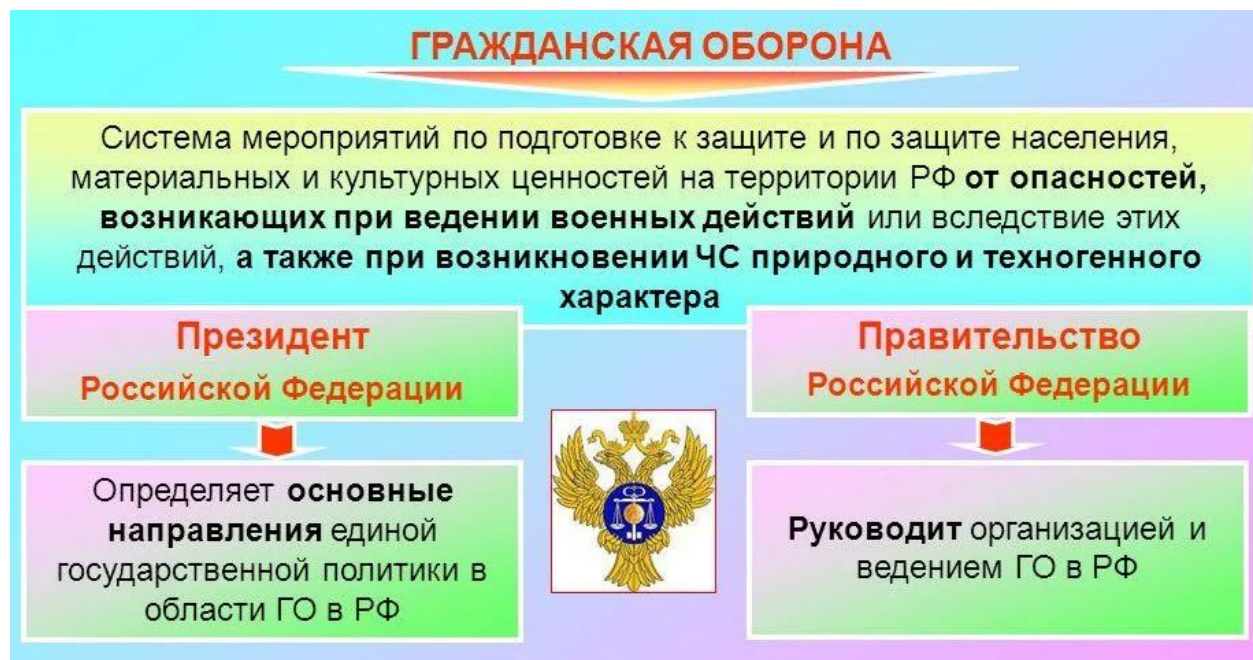 ГРАЖДАНСКАЯ ОБОРОНА
Система мероприятий по подготовке к защите и по защите населения,
материальных и культурных ценностей на территории РФ от опасностей,
возникающих при ведении военных действий или вследствие этих
действий, а также при возникновении ЧС природного и техногенного
характера
Президент
Российской Федерации
Определяет основные
направления единой
государственной политики в
области ГО в РФ
Правительство
Российской Федерации
Руководит организацией и
ведением ГО в РФ